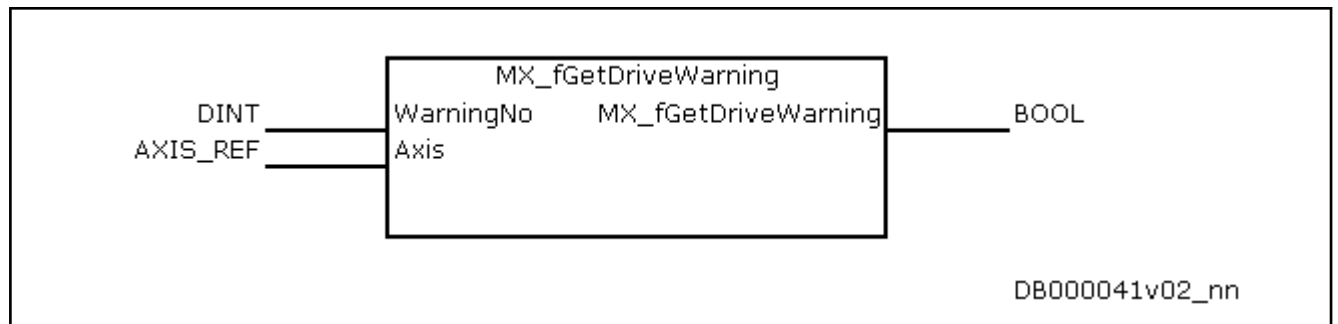 MX_fGetDriveWarning
DINT WarningNo MX_fGetDriveWarning BOOL
AXIS_REF Axis
DB000041v02_nn